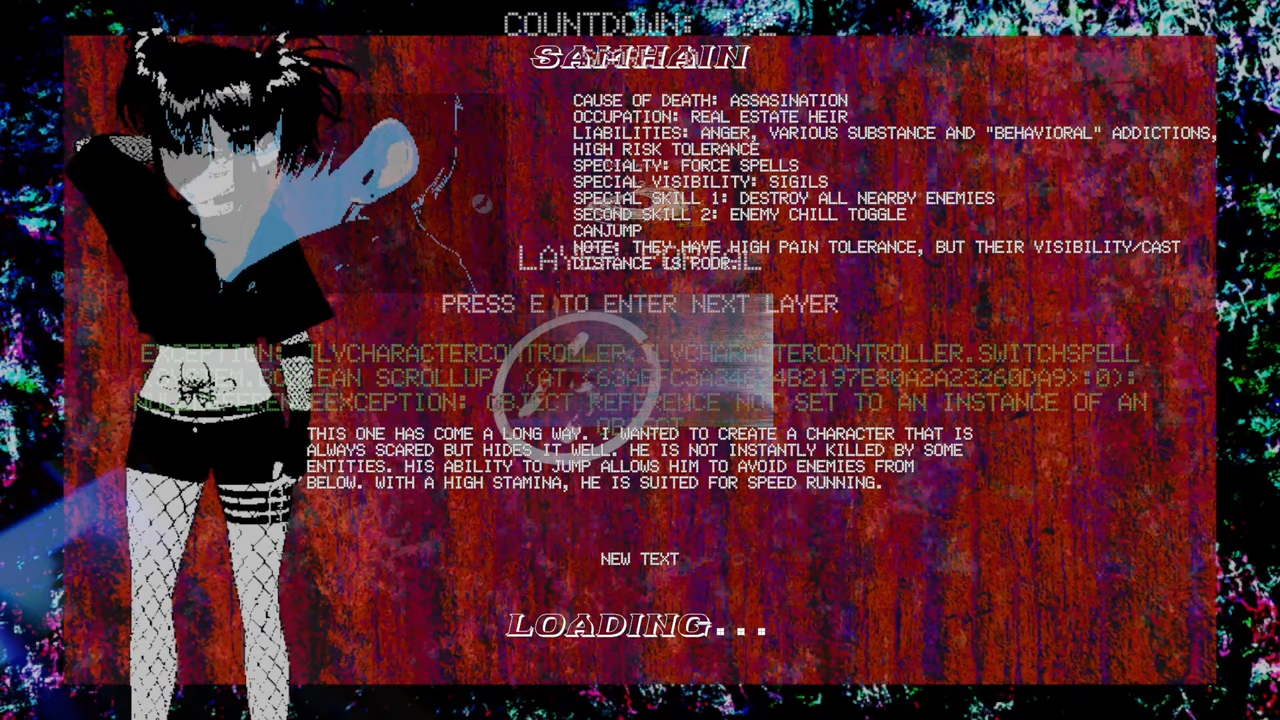 COUNTDOWN:
SAMHAIN
CAUSE OF DEATH: ASSASINATION
OCCUPATION: REAL ESTATE HEIR
LIABILITIES: ANGER, VARIOUS SUBSTANCE AND "BEHAVIORAL" ADDICTIONS,
HIGH RISK TOLERANCE
SPECIALTY: FORCE SPELLS
SPECIAL VISIBILITY: SIGILS
SPECIAL SKILL 1: DESTROY ALL NEARBY ENEMIES
SECOND SKILL 2: ENEMY CHILL TOGGLE
CANJUMP
NOTE: THEY HAVE HIGH PAIN TOLERANCE, BUT THEIR VISIBILITY/CAST
DISTANCE IS POOR.
PRESS E TO ENTER NEXT LAYER
EXCEPTION: SWITCHSPELL
SCROLLUP
OBJECT REFERENCE NOT SET TO AN INSTANCE OF AN
THIS ONE HAS COME A LONG WAY. I WANTED TO CREATE A CHARACTER THAT IS
ALWAYS SCARED BUT HIDES IT WELL. HE IS NOT INSTANTLY KILLED BY SOME
ENTITIES. HIS ABILITY TO JUMP ALLOWS HIM TO AVOID ENEMIES FROM
BELOW. WITH A HIGH STAMINA, HE IS SUITED FOR SPEED RUNNING.
NEW TEXT
LOADING...